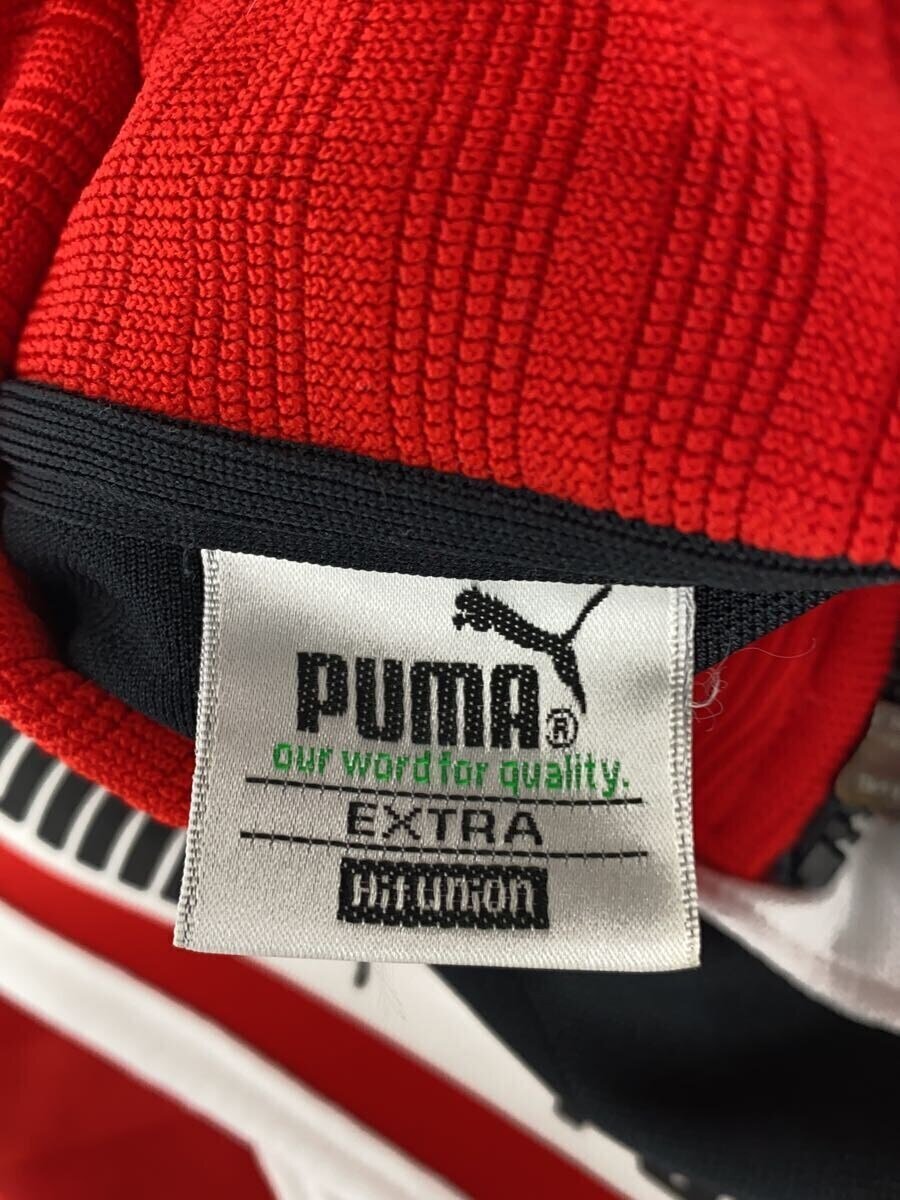 PUMA®
our word for quality.
EXTRA
Hit union